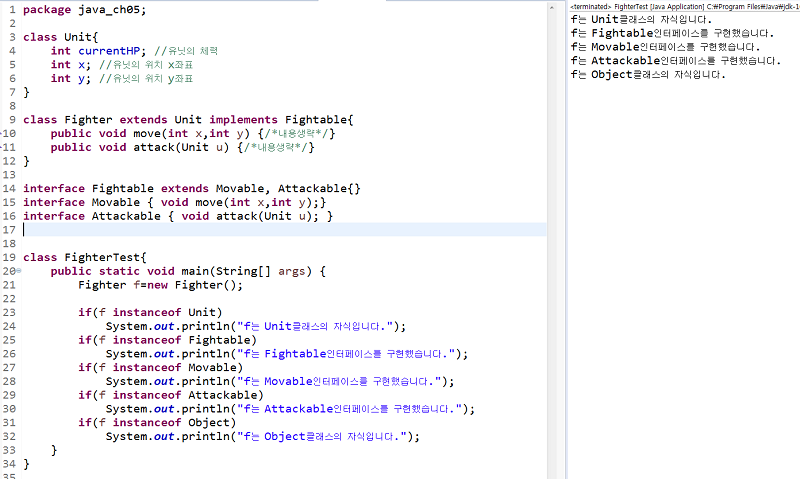 1 package java_ch05;
2
3 class Unit{
4     int currentHP; //유닛의 체력
5     int x; //유닛의 위치 x좌표
6     int y; //유닛의 위치 y좌표
7 }
8
9 class Fighter extends Unit implements Fightable{
10     public void move(int x,int y) {/*내용생략*/}
11     public void attack(Unit u) {/*내용생략*/}
12 }
13
14 interface Fightable extends Movable, Attackable{}
15 interface Movable { void move(int x,int y);}
16 interface Attackable { void attack(Unit u); }
17
18
19 class FighterTest{
20     public static void main(String[] args) {
21         Fighter f=new Fighter();
22
23         if(f instanceof Unit)
24             System.out.println("f는 Unit클래스의 자식입니다.");
25         if(f instanceof Fightable)
26             System.out.println("f는 Fightable인터페이스를 구현했습니다.");
27         if(f instanceof Movable)
28             System.out.println("f는 Movable인터페이스를 구현했습니다.");
29         if(f instanceof Attackable)
30             System.out.println("f는 Attackable인터페이스를 구현했습니다.");
31         if(f instanceof Object)
32             System.out.println("f는 Object클래스의 자식입니다.");
33     }
34 }
35
<terminated> FighterTest [Java Application] C:#Program Files#Java#jdk-1
f는 Unit클래스의 자식입니다.
f는 Fightable인터페이스를 구현했습니다.
f는 Movable인터페이스를 구현했습니다.
f는 Attackable인터페이스를 구현했습니다.
f는 Object클래스의 자식입니다.